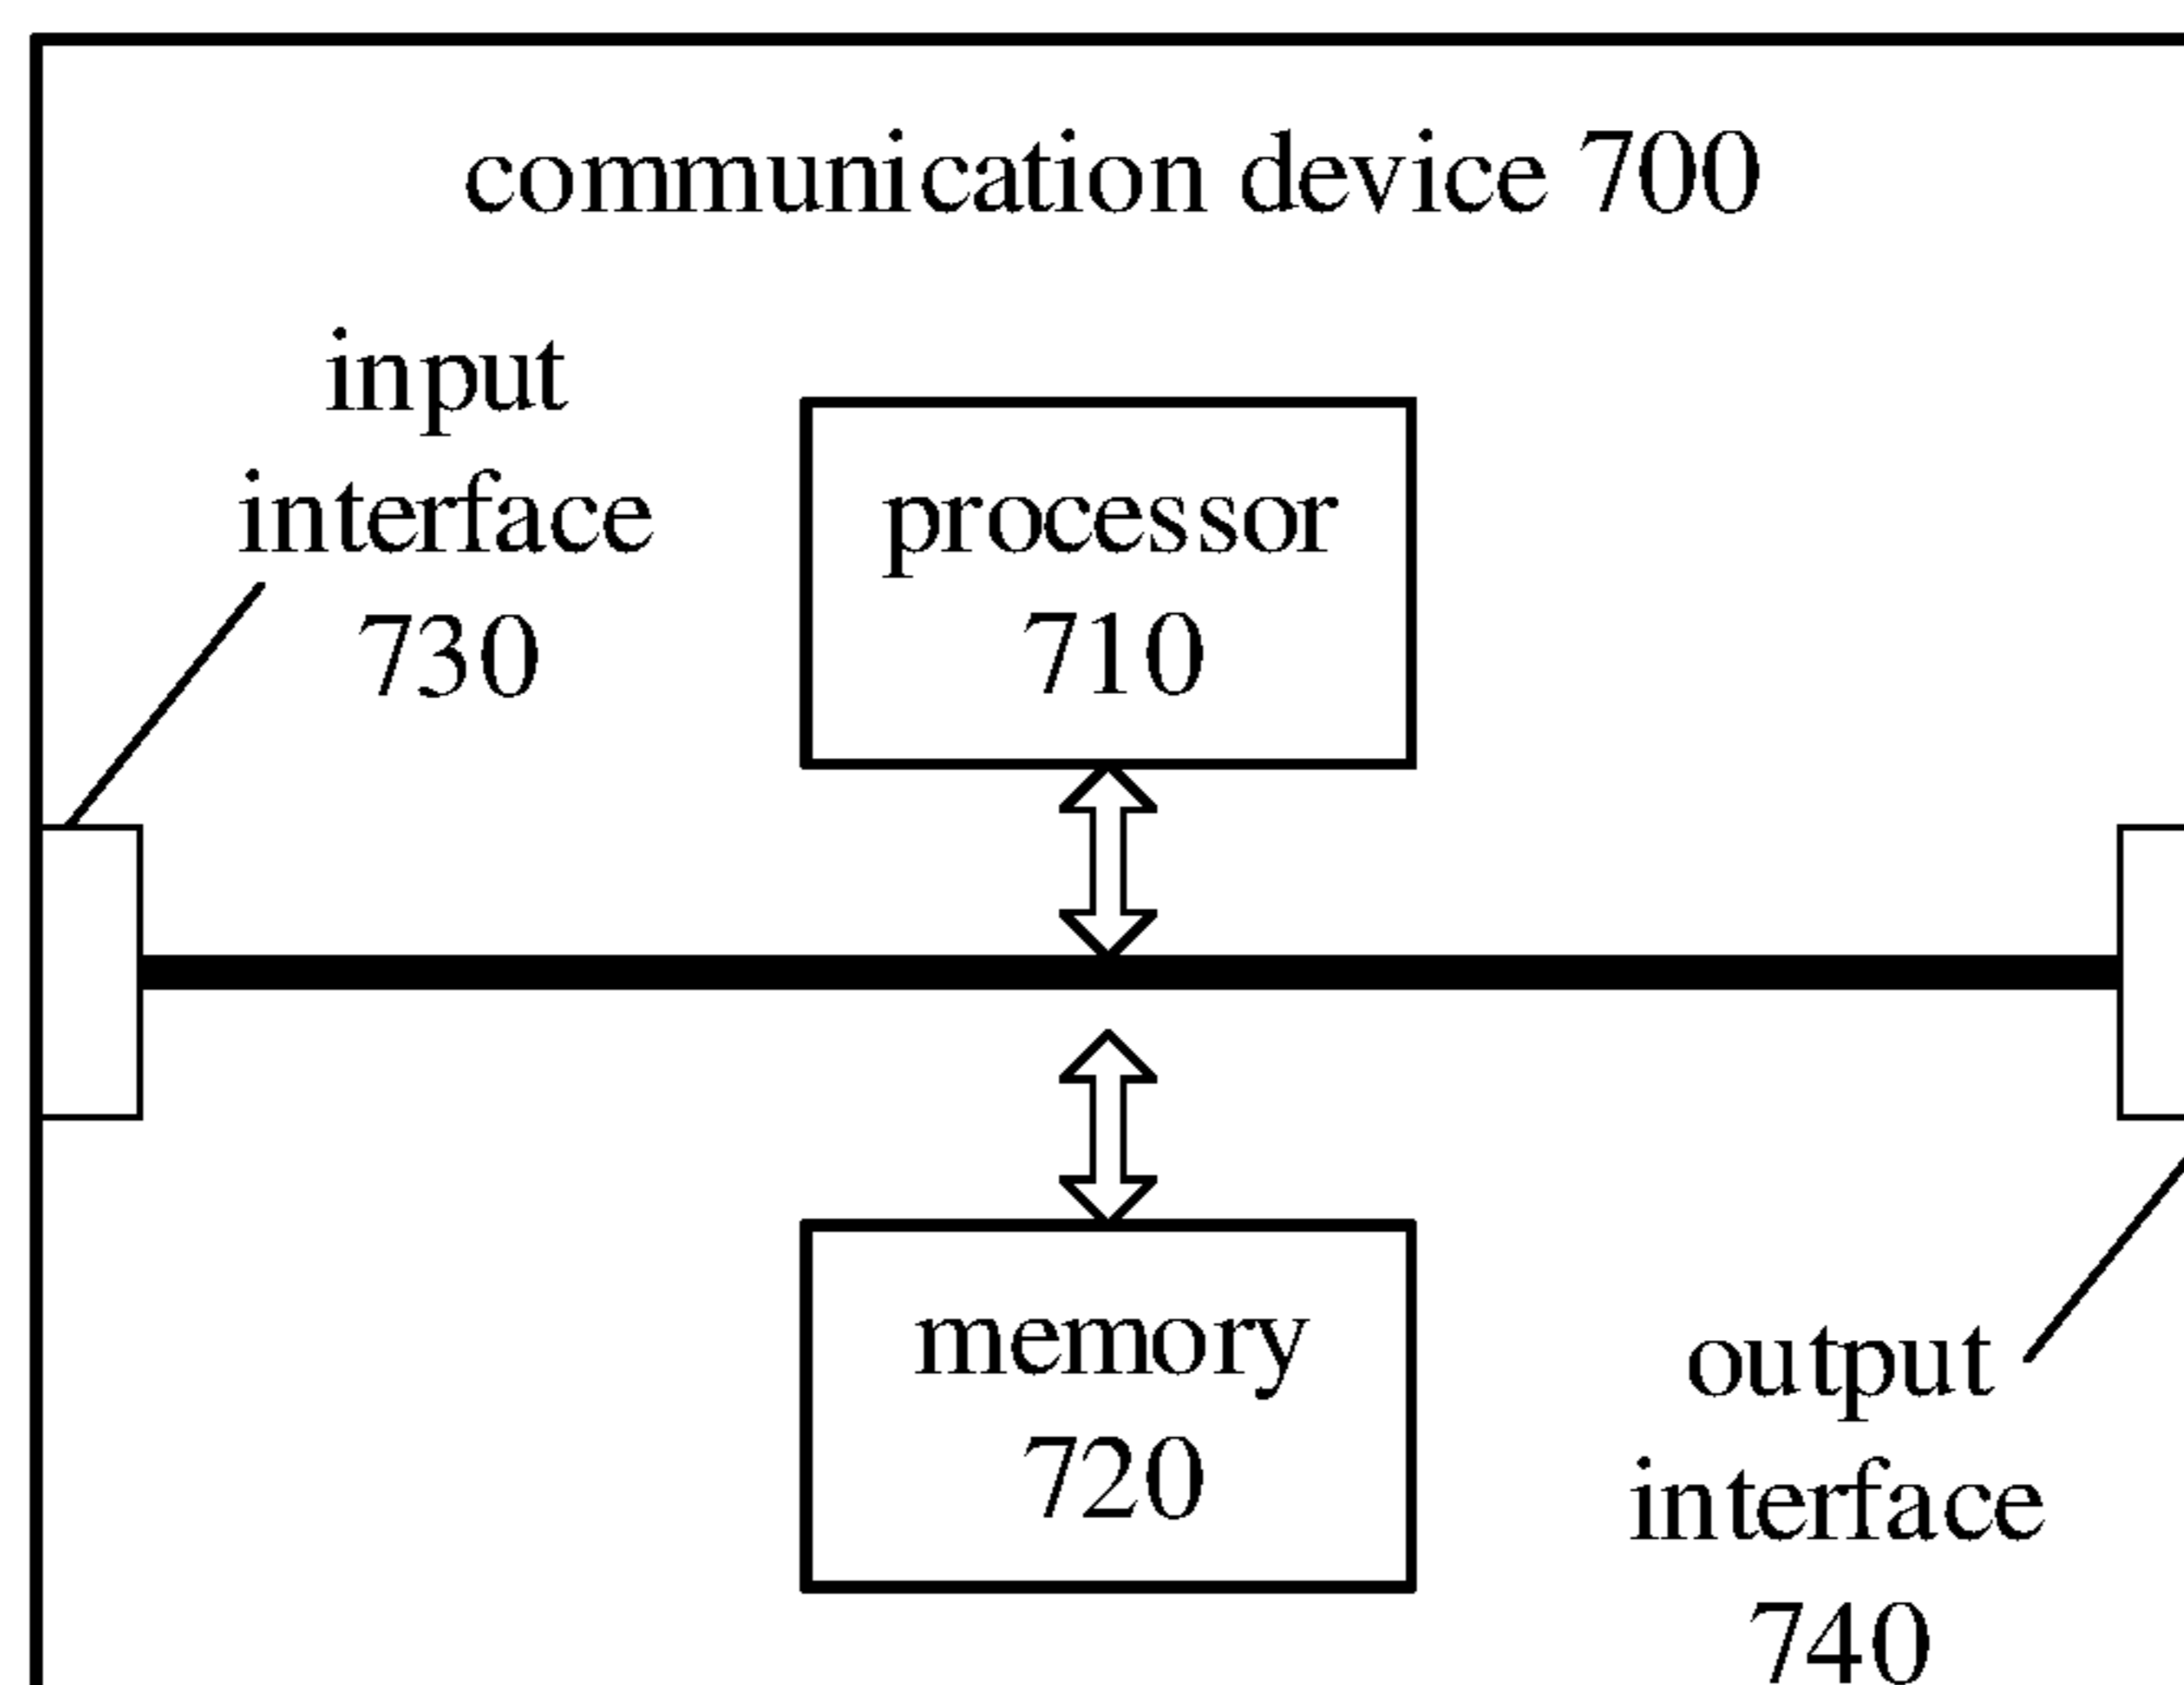 communication device 700
input
interface
730
processor
710
memory
720
output
interface
740